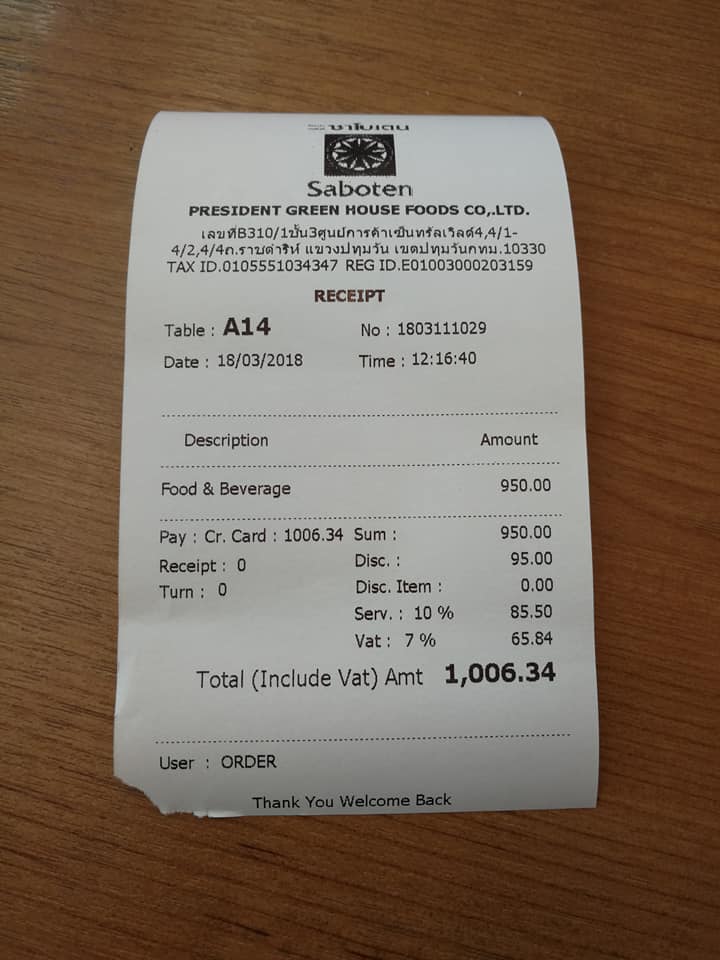 ซาโบเตน
Saboten
PRESIDENT GREEN HOUSE FOODS CO,.LTD.
เลขที่B310/1ชั้น3ศูนย์การค้าเซ็นทรัลเวิลด์4,4/1-
4/2,4/4ถ.ราชดำริห์ แขวงปทุมวัน เขตปทุมวันกทม.10330
TAX ID.0105551034347 REG ID.E01003000203159
RECEIPT
Table : A14 No : 1803111029
Date : 18/03/2018 Time : 12:16:40
Description Amount
Food & Beverage 950.00
Pay : Cr. Card : 1006.34 Sum : 950.00
Receipt : 0 Disc. : 95.00
Turn : 0 Disc. Item : 0.00
Serv. : 10 % 85.50
Vat : 7 % 65.84
Total (Include Vat) Amt 1,006.34
User : ORDER
Thank You Welcome Back